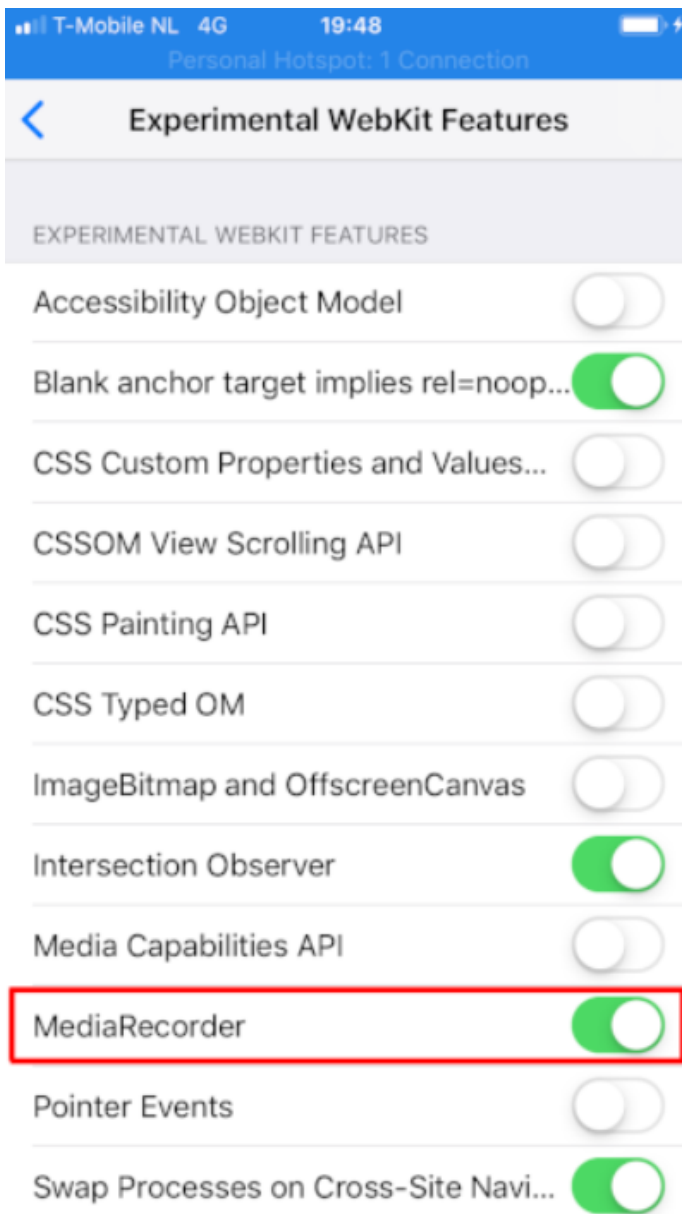 T-Mobile NL 4G 19:48
Personal Hotspot: 1 Connection
Experimental WebKit Features
EXPERIMENTAL WEBKIT FEATURES
Accessibility Object Model
Blank anchor target implies rel=noop...
CSS Custom Properties and Values...
CSSOM View Scrolling API
CSS Painting API
CSS Typed OM
ImageBitmap and OffscreenCanvas
Intersection Observer
Media Capabilities API
MediaRecorder
Pointer Events
Swap Processes on Cross-Site Navi...